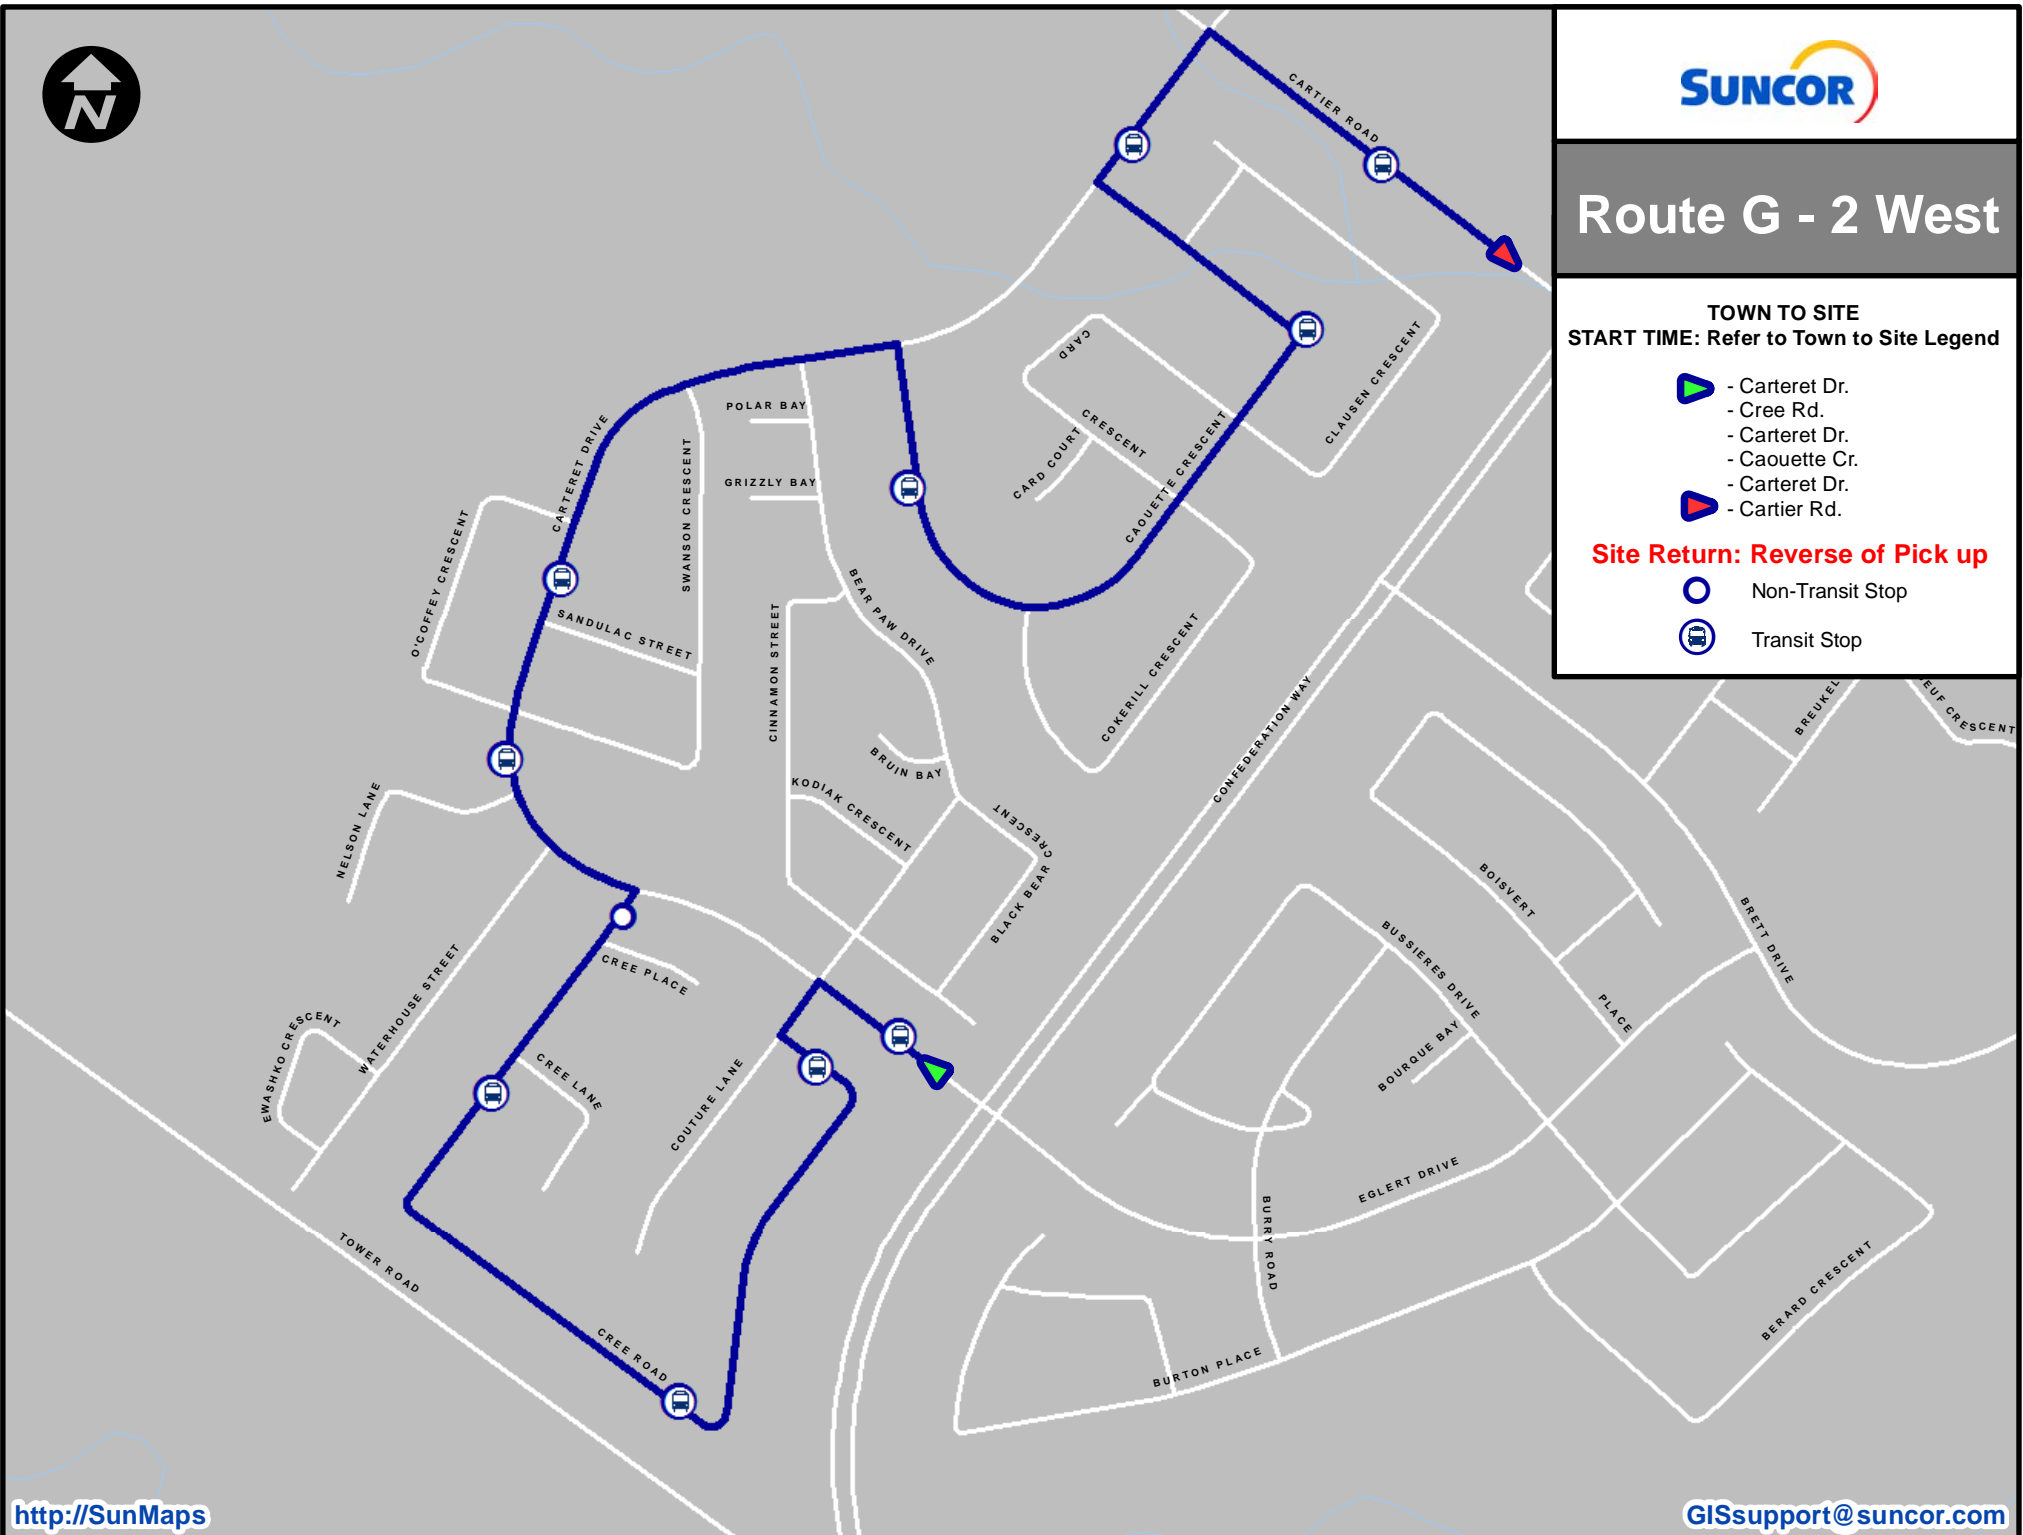 N
SUNCOR
Route G - 2 West
TOWN TO SITE
START TIME: Refer to Town to Site Legend
- Carteret Dr.
- Cree Rd.
- Carteret Dr.
- Caouette Cr.
- Carteret Dr.
- Cartier Rd.
Site Return: Reverse of Pick up
Non-Transit Stop
Transit Stop
CARTIER ROAD
CARD
CRESCENT
CARD COURT
CLAUSEN CRESCENT
CAOUETTE CRESCENT
POLAR BAY
GRIZZLY BAY
CARTERET DRIVE
SWANSON CRESCENT
O'COFFEY CRESCENT
SANDULAC STREET
BEAR PAW DRIVE
CINNAMON STREET
COKERILL CRESCENT
CONFEDERATION WAY
BRUIN BAY
KODIAK CRESCENT
BLACK BEAR CRESCENT
NELSON LANE
CREE PLACE
WATERHOUSE STREET
EWASHKO CRESCENT
CREE LANE
COUTURE LANE
TOWER ROAD
CREE ROAD
BREUKEL
EUF CRESCENT
BOISVERT
PLACE
BRETT DRIVE
BUSSIERES DRIVE
BOURQUE BAY
EGLERT DRIVE
BURRY ROAD
BURTON PLACE
BERARD CRESCENT
http://SunMaps
GISsupport@suncor.com